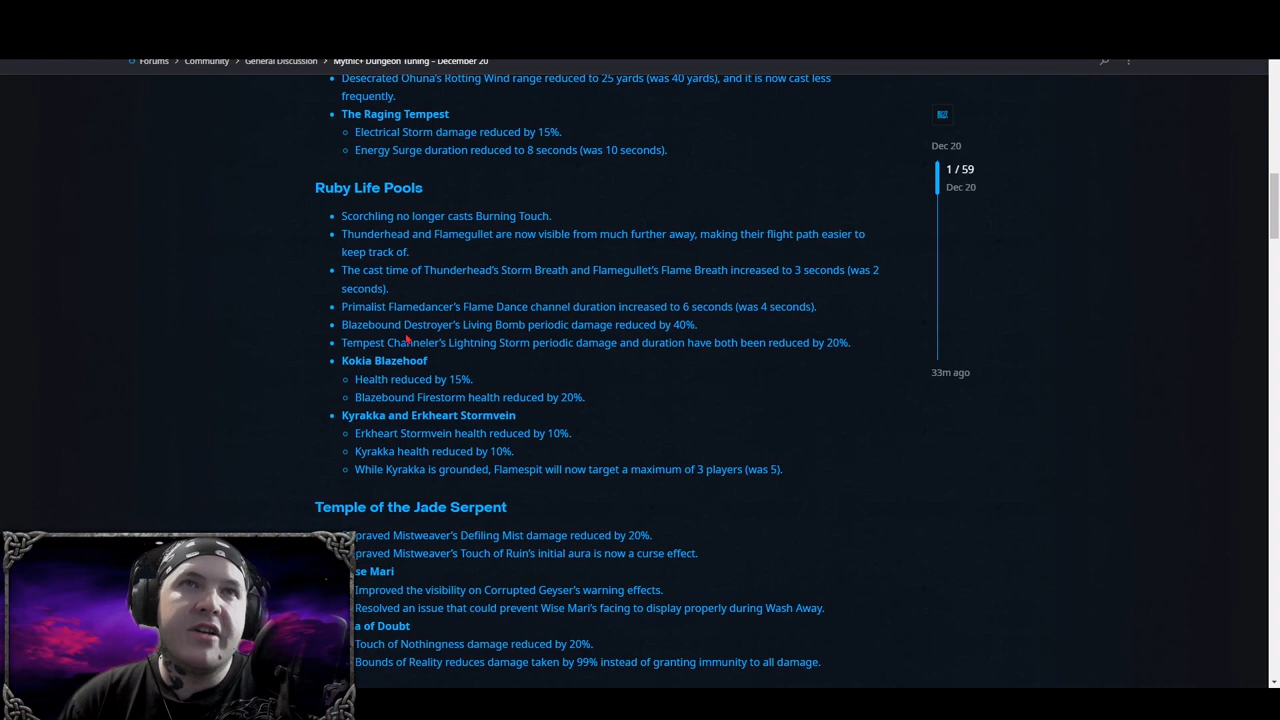 Forums > Community > General Discussion > Mythic+ Dungeon Tuning – December 20
Desecrated Ohuna's Rotting Wind range reduced to 25 yards (was 40 yards), and it is now cast less
frequently.
The Raging Tempest
Electrical Storm damage reduced by 15%.
Energy Surge duration reduced to 8 seconds (was 10 seconds).
Dec 20
1 / 59
Dec 20
Ruby Life Pools
Scorchling no longer casts Burning Touch.
Thunderhead and Flamegullet are now visible from much further away, making their flight path easier to
keep track of.
The cast time of Thunderhead's Storm Breath and Flamegullet's Flame Breath increased to 3 seconds (was 2
seconds).
Primalist Flamedancer's Flame Dance channel duration increased to 6 seconds (was 4 seconds).
Blazebound Destroyer's Living Bomb periodic damage reduced by 40%.
Tempest Channeler's Lightning Storm periodic damage and duration have both been reduced by 20%.
Kokia Blazehoof
33m ago
Health reduced by 15%.
Blazebound Firestorm health reduced by 20%.
Kyrakka and Erkheart Stormvein
Erkheart Stormvein health reduced by 10%.
Kyrakka health reduced by 10%.
While Kyrakka is grounded, Flamespit will now target a maximum of 3 players (was 5).
Temple of the Jade Serpent
praved Mistweaver's Defiling Mist damage reduced by 20%.
praved Mistweaver's Touch of Ruin's initial aura is now a curse effect.
se Mari
Improved the visibility on Corrupted Geyser's warning effects.
Resolved an issue that could prevent Wise Mari's facing to display properly during Wash Away.
a of Doubt
Touch of Nothingness damage reduced by 20%.
Bounds of Reality reduces damage taken by 99% instead of granting immunity to all damage.